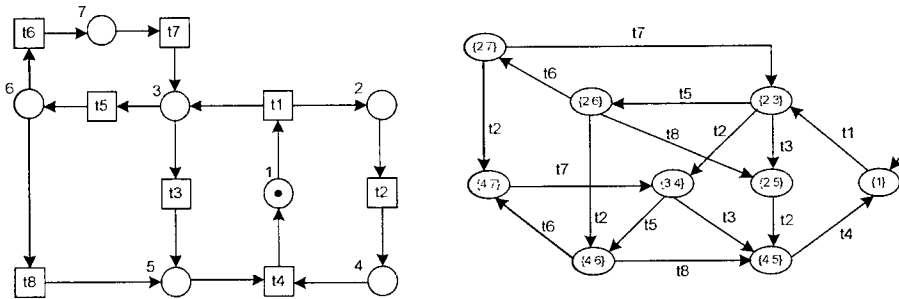 7
t6
t7
6
t5
3
t1
2
1
t3
t2
t8
5
t4
4
t7
{2 7}
t6
t5
{2 6}
{2 3}
t2
t8
t2
t3
t1
t7
{4 7}
{3 4}
{2 5}
{1}
t6
t2
t5
t3
t2
t4
{4 6}
t8
{4 5}